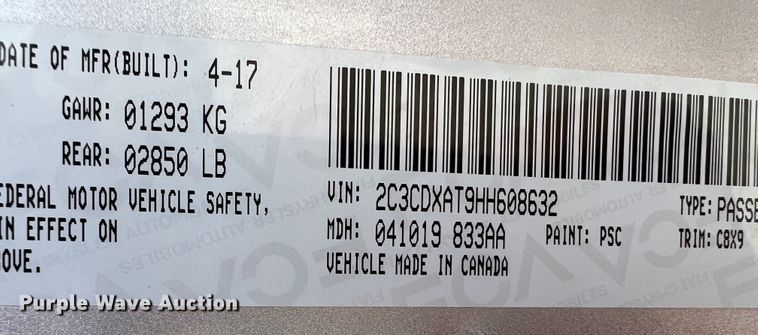 DATE OF MFR(BUILT): 4-17
GAWR: 01293 KG
REAR: 02850 LB
EDERAL MOTOR VEHICLE SAFETY,
IN EFFECT ON
OVE.
VIN: 2C3CDXAT9HH608632
TYPE: PASSE
MDH: 041019 833AA
PAINT: PSC
TRIM: C8X9
VEHICLE MADE IN CANADA
Purple Wave Auction